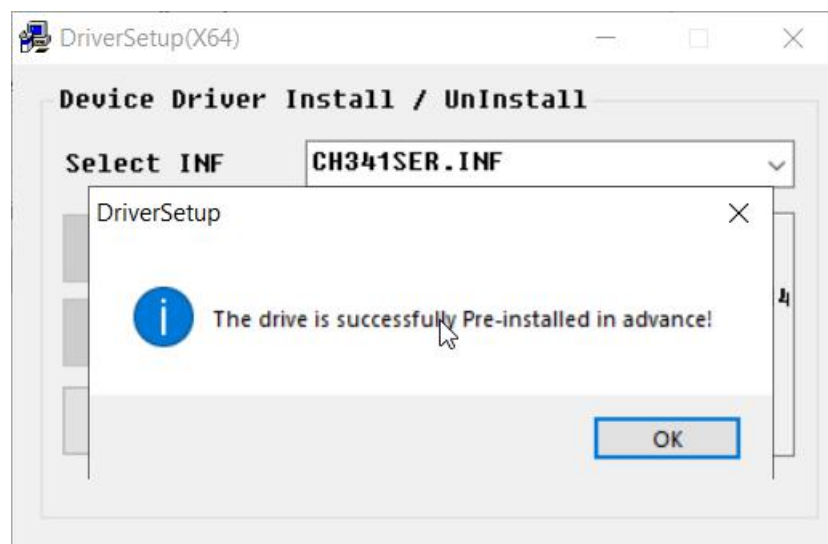 DriverSetup(X64)
Device Driver Install / UnInstall
Select INF
CH341SER.INF
DriverSetup
The drive is successfully Pre-installed in advance!
4
OK